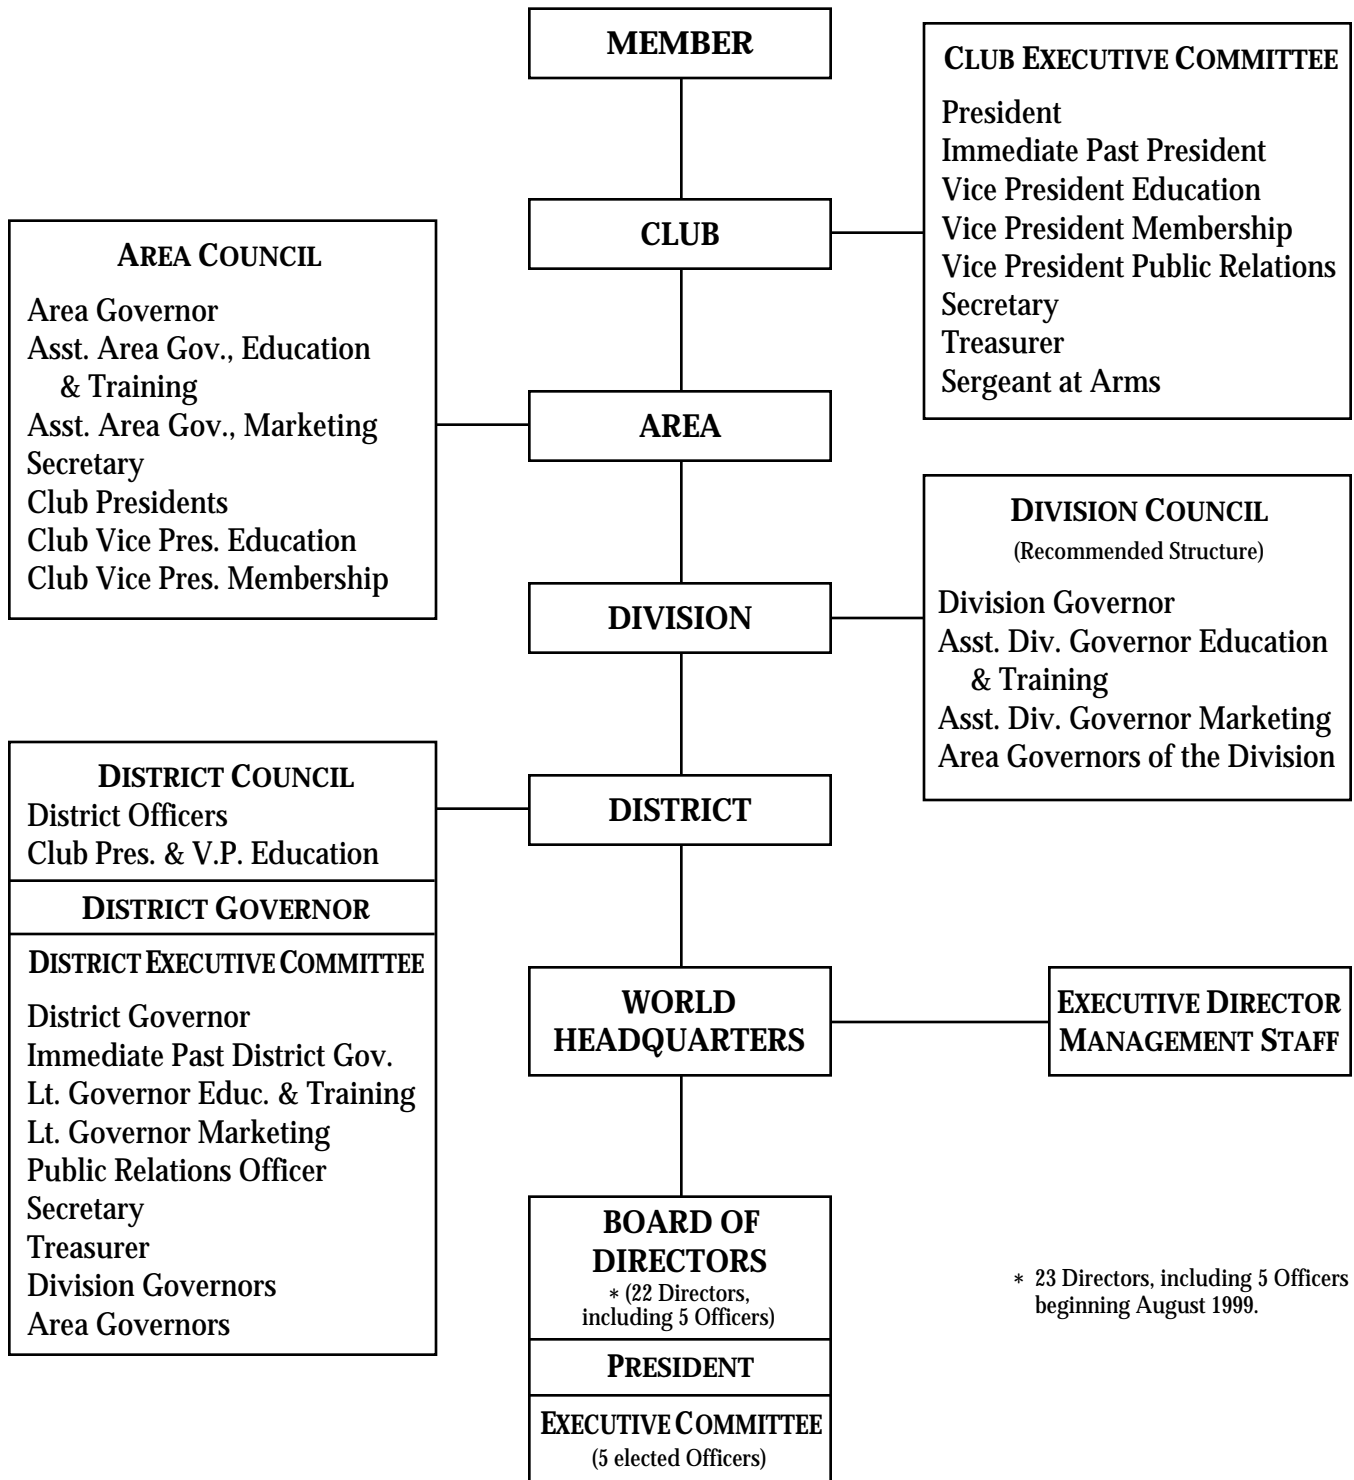 MEMBER
CLUB EXECUTIVE COMMITTEE
President
Immediate Past President
Vice President Education
Vice President Membership
Vice President Public Relations
Secretary
Treasurer
Sergeant at Arms
CLUB
AREA COUNCIL
Area Governor
Asst. Area Gov., Education
& Training
Asst. Area Gov., Marketing
Secretary
Club Presidents
Club Vice Pres. Education
Club Vice Pres. Membership
AREA
DIVISION COUNCIL
(Recommended Structure)
Division Governor
Asst. Div. Governor Education
& Training
Asst. Div. Governor Marketing
Area Governors of the Division
DIVISION
DISTRICT COUNCIL
District Officers
Club Pres. & V.P. Education
DISTRICT GOVERNOR
DISTRICT EXECUTIVE COMMITTEE
District Governor
Immediate Past District Gov.
Lt. Governor Educ. & Training
Lt. Governor Marketing
Public Relations Officer
Secretary
Treasurer
Division Governors
Area Governors
DISTRICT
WORLD
HEADQUARTERS
EXECUTIVE DIRECTOR
MANAGEMENT STAFF
BOARD OF
DIRECTORS
* (22 Directors,
including 5 Officers)
PRESIDENT
EXECUTIVE COMMITTEE
(5 elected Officers)
* 23 Directors, including 5 Officers
beginning August 1999.